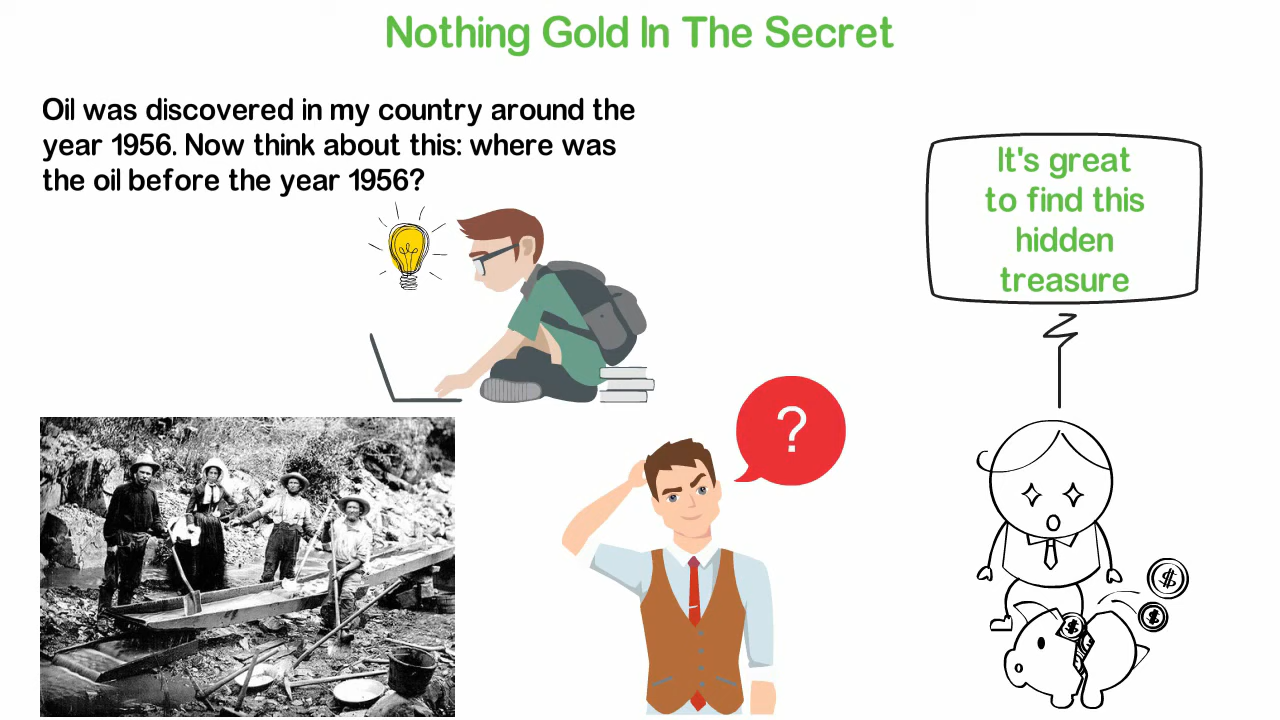 Nothing Gold In The Secret
Oil was discovered in my country around the
year 1956. Now think about this: where was
the oil before the year 1956?
It's great
to find this
hidden
treasure
?
$
$
$